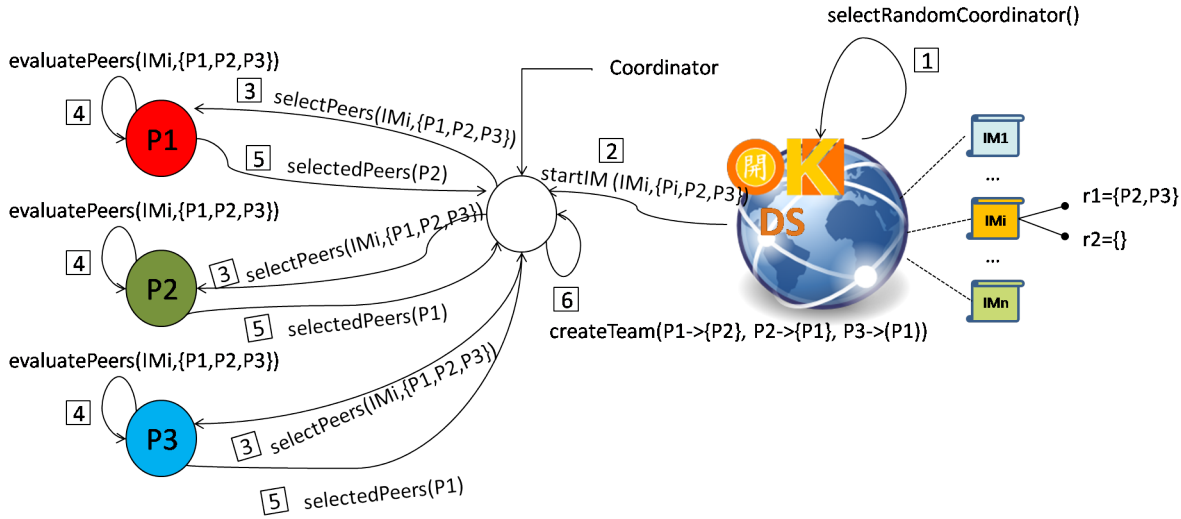 selectRandomCoordinator()
1
evaluatePeers(IMi,{P1,P2,P3})
4
P1
3
selectPeers(IMi,{P1,P2,P3})
5
selectedPeers(P2)
Coordinator
2
startIM (IMi,{Pi,P2,P3})
開
K
DS
IM1
...
IMi
r1={P2,P3}
r2={}
...
IMn
evaluatePeers(IMi,{P1,P2,P3})
4
P2
3
selectPeers(IMi,{P1,P2,P3})
5
selectedPeers(P1)
6
createTeam(P1->{P2}, P2->{P1}, P3->(P1))
evaluatePeers(IMi,{P1,P2,P3})
4
P3
3
selectPeers(IMi,{P1,P2,P3})
5
selectedPeers(P1)